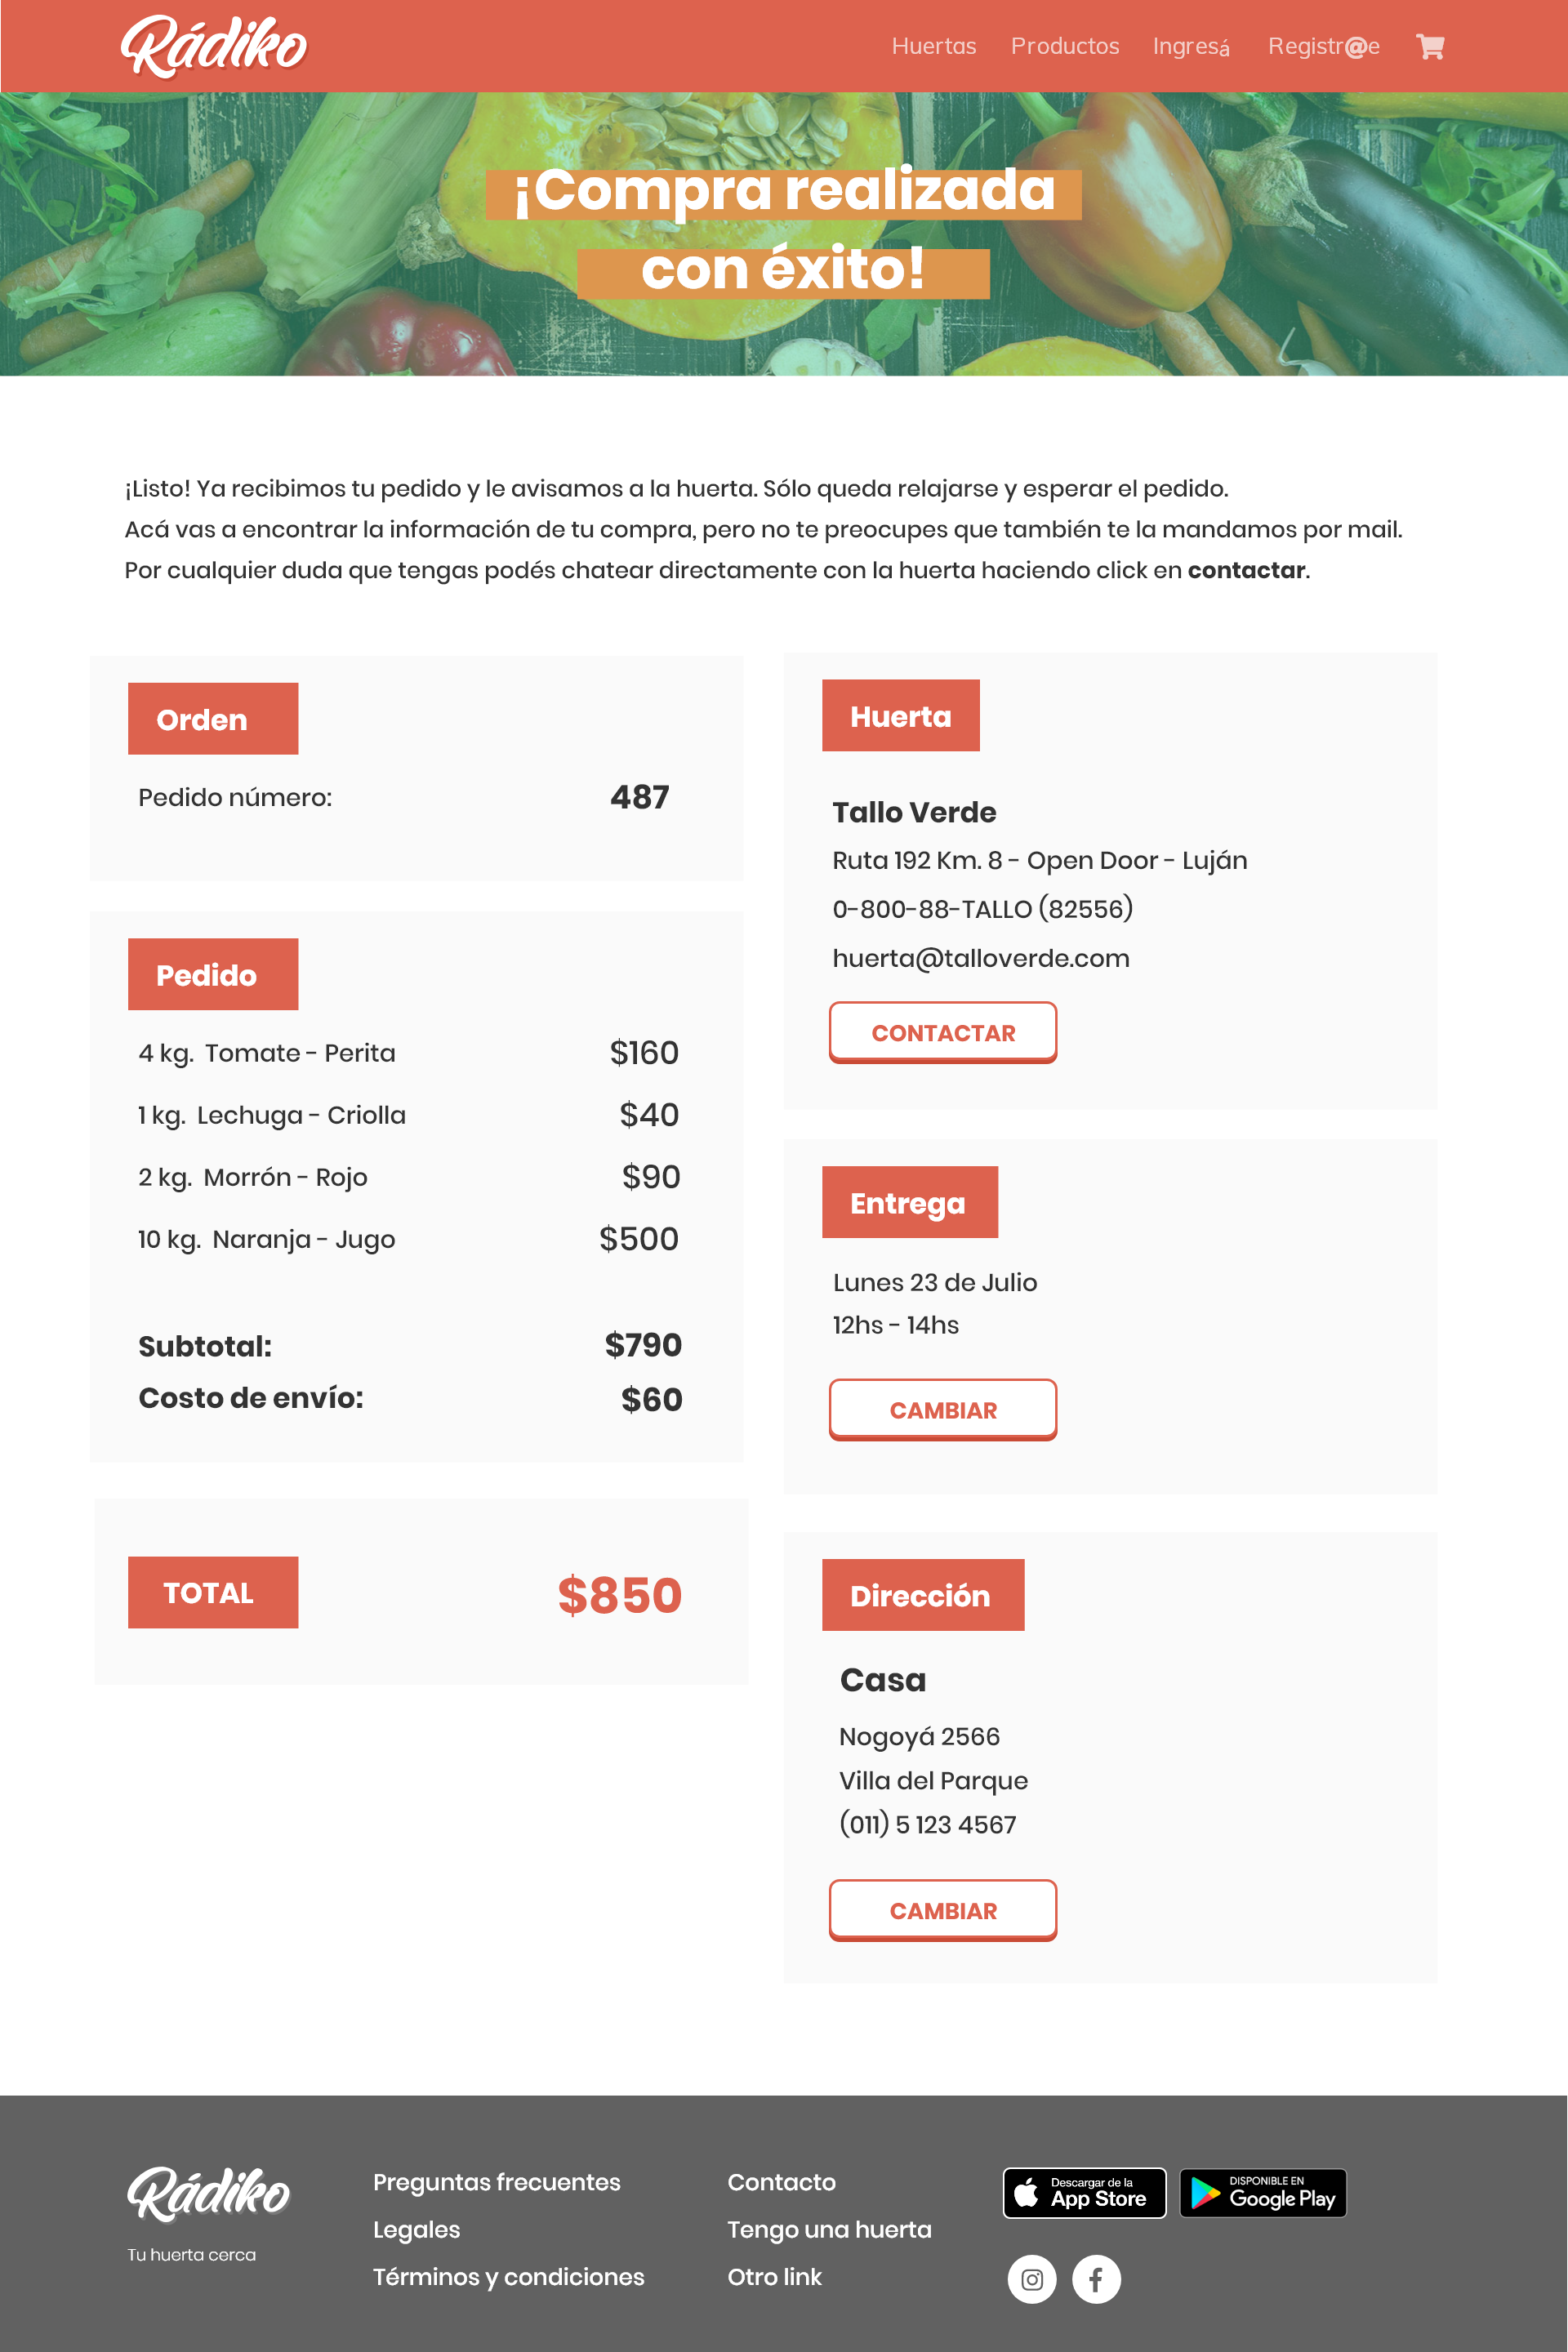 Rádiko
Huertas Productos Ingresá Registr@e
¡Compra realizada
con éxito!
¡Listo! Ya recibimos tu pedido y le avisamos a la huerta. Sólo queda relajarse y esperar el pedido.
Acá vas a encontrar la información de tu compra, pero no te preocupes que también te la mandamos por mail.
Por cualquier duda que tengas podés chatear directamente con la huerta haciendo click en contactar.
Orden
Pedido número: 487
Pedido
4 kg. Tomate - Perita $160
1 kg. Lechuga - Criolla $40
2 kg. Morrón - Rojo $90
10 kg. Naranja - Jugo $500
Subtotal: $790
Costo de envío: $60
TOTAL $850
Huerta
Tallo Verde
Ruta 192 Km. 8 - Open Door - Luján
0-800-88-TALLO (82556)
huerta@talloverde.com
CONTACTAR
Entrega
Lunes 23 de Julio
12hs - 14hs
CAMBIAR
Dirección
Casa
Nogoyá 2566
Villa del Parque
(011) 5 123 4567
CAMBIAR
Rádiko
Tu huerta cerca
Preguntas frecuentes
Legales
Términos y condiciones
Contacto
Tengo una huerta
Otro link
Descargar de la
App Store
DISPONIBLE EN
Google Play